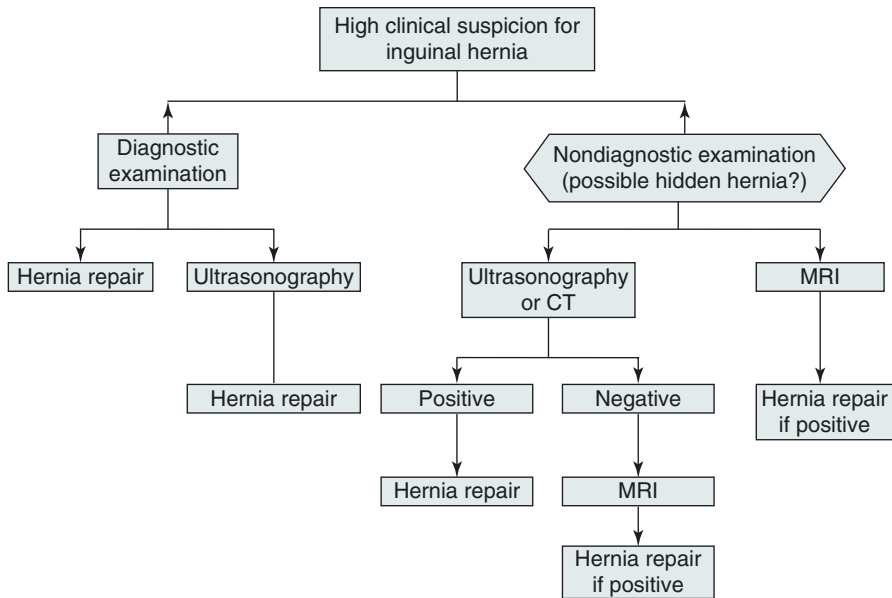 High clinical suspicion for
inguinal hernia
Diagnostic
examination
Nondiagnostic examination
(possible hidden hernia?)
Hernia repair
Ultrasonography
Ultrasonography
or CT
MRI
Hernia repair
Positive
Negative
Hernia repair
if positive
Hernia repair
MRI
Hernia repair
if positive